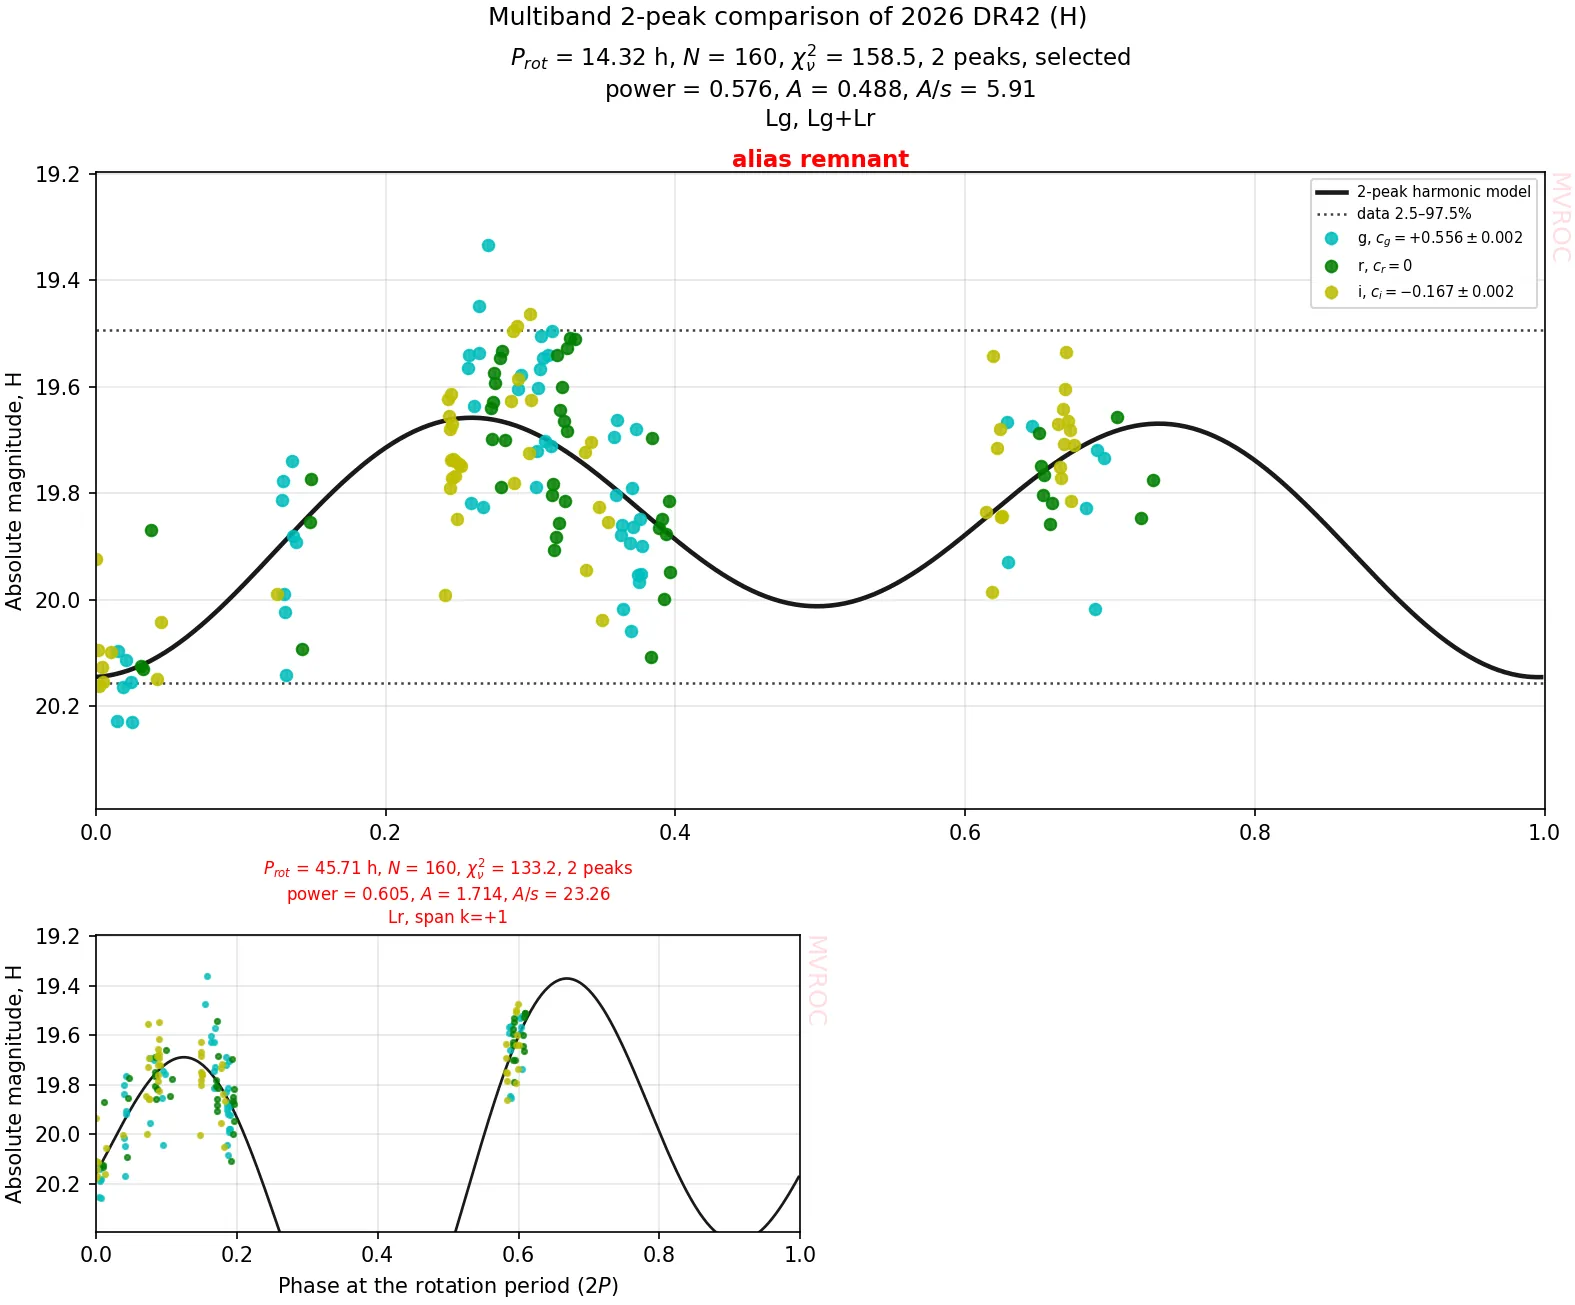 Multiband 2-peak comparison of 2026 DR42 (H)
P_rot = 14.32 h, N = 160, χ²_ν = 158.5, 2 peaks, selected
power = 0.576, A = 0.488, A/s = 5.91
Lg, Lg+Lr
alias remnant
19.2
19.4
19.6
19.8
20.0
20.2
Absolute magnitude, H
2-peak harmonic model
data 2.5–97.5%
g, c_g = +0.556 ± 0.002
r, c_r = 0
i, c_i = −0.167 ± 0.002
MVROC
0.0 0.2 0.4 0.6 0.8 1.0
P_rot = 45.71 h, N = 160, χ²_ν = 133.2, 2 peaks
power = 0.605, A = 1.714, A/s = 23.26
Lr, span k=+1
19.2
19.4
19.6
19.8
20.0
20.2
Absolute magnitude, H
MVROC
0.0 0.2 0.4 0.6 0.8 1.0
Phase at the rotation period (2P)